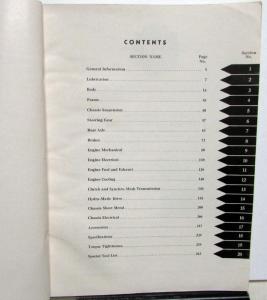 CONTENTS
SECTION NAME Page No. Section No.
General Information 5 1
Lubrication 7 2
Body 14 3
Frame 4
Chassis Suspension 5
Steering Gear 6
Rear Axle 7
Brakes 8
Engine Mechanical 9
Engine Electrical 10
Engine Fuel and Exhaust 11
Engine Cooling 12
Clutch and Synchro-Mesh Transmission 13
Hydra-Matic Drive 14
Chassis Sheet Metal 15
Chassis Electrical 16
Accessories 17
Specifications 18
Torque Tightness 19
Special Tool List 20